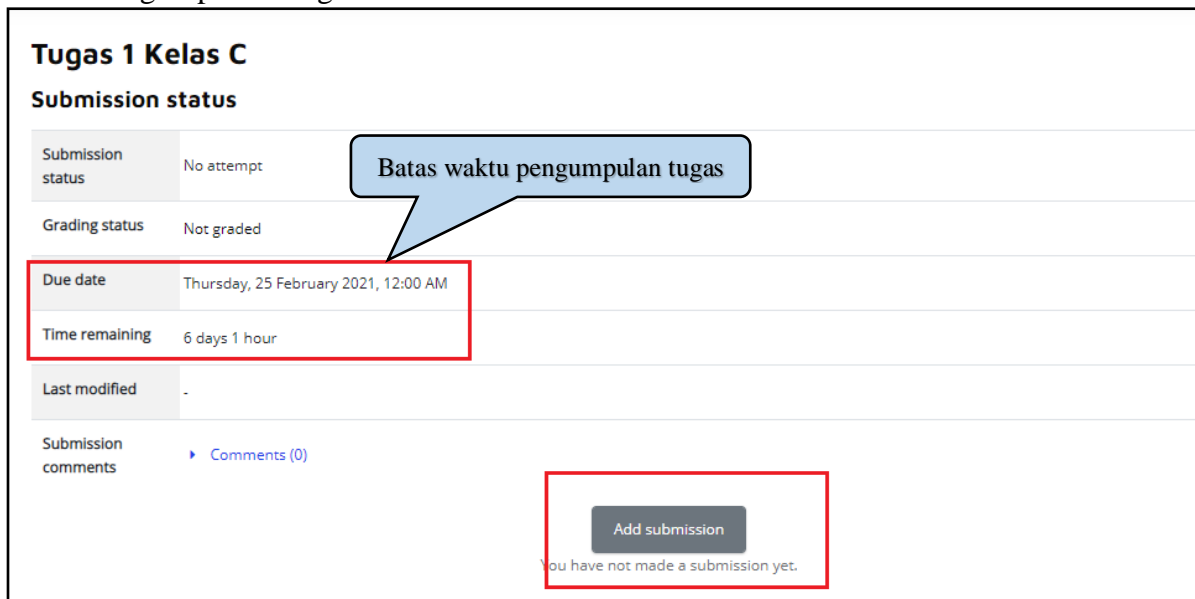 Tugas 1 Kelas C
Submission status
Submission
status
No attempt
Batas waktu pengumpulan tugas
Grading status
Not graded
Due date
Thursday, 25 February 2021, 12:00 AM
Time remaining
6 days 1 hour
Last modified
-
Submission
comments
Comments (0)
Add submission
You have not made a submission yet.